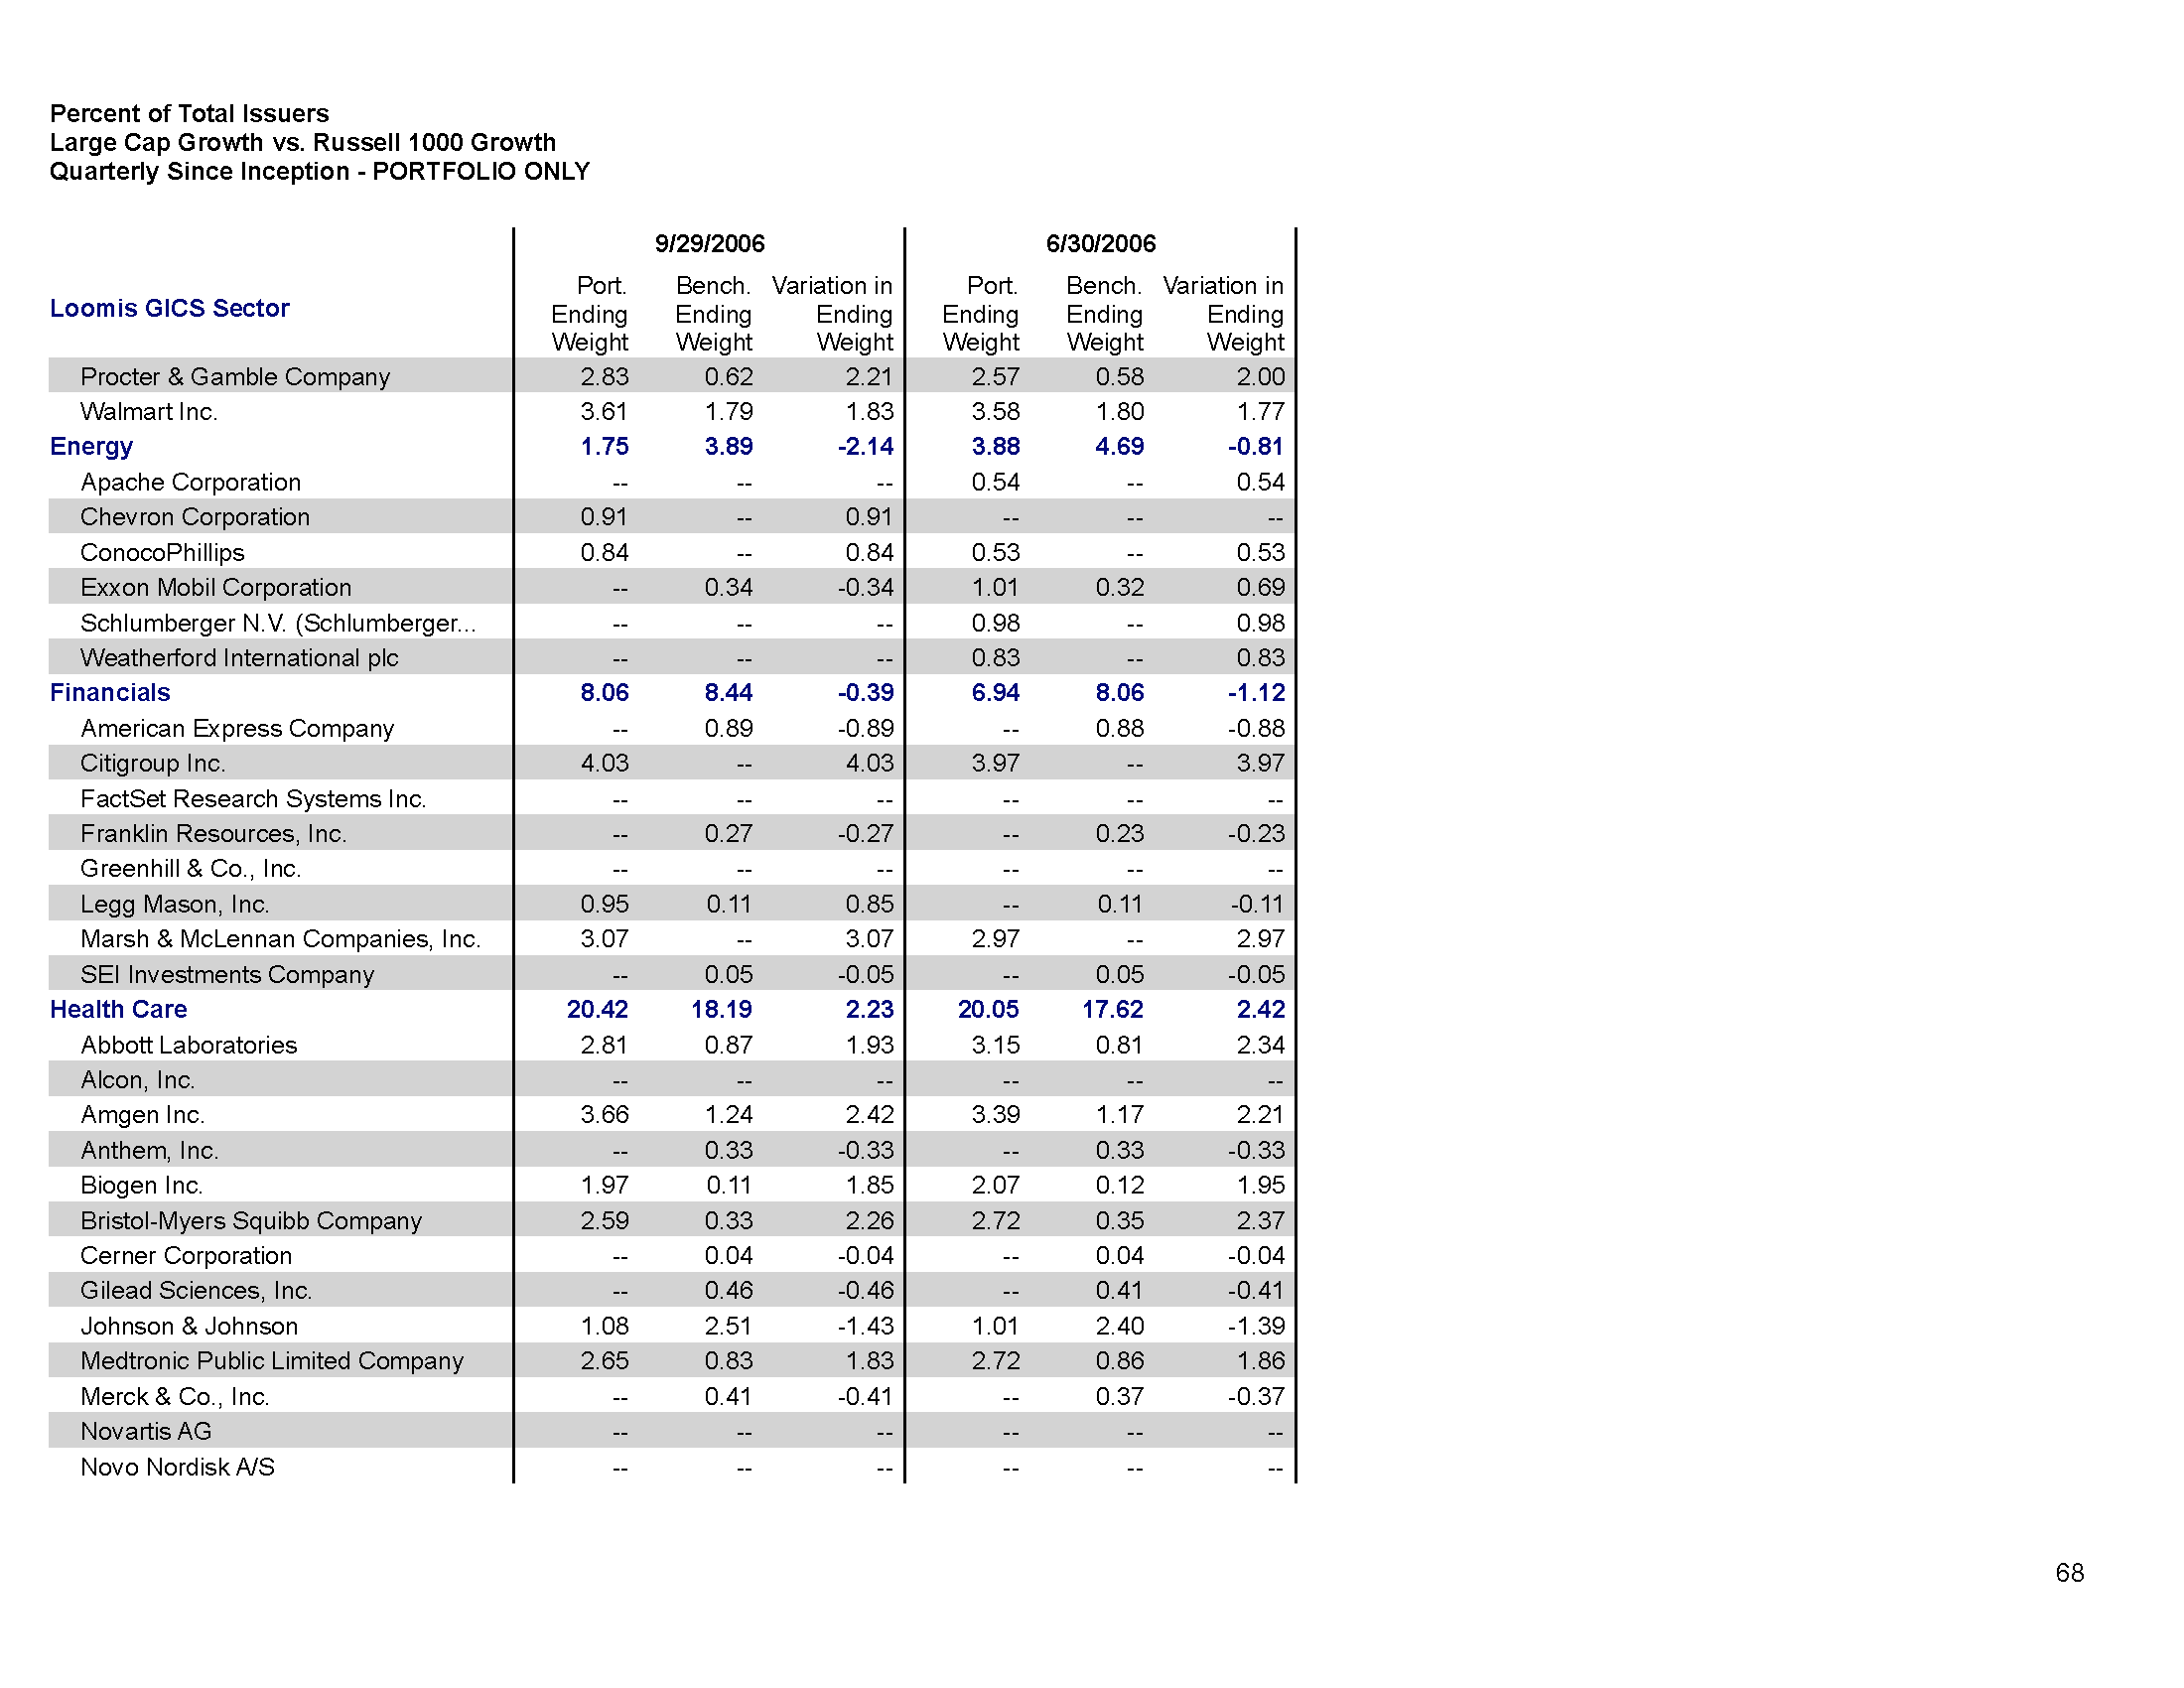 Percent of Total Issuers
Large Cap Growth vs. Russell 1000 Growth
Quarterly Since Inception - PORTFOLIO ONLY
9/29/2006 6/30/2006
Loomis GICS Sector
Port. Bench. Variation in Port. Bench. Variation in
Ending Ending Ending Ending Ending Ending
Weight Weight Weight Weight Weight Weight
Procter & Gamble Company 2.83 0.62 2.21 2.57 0.58 2.00
Walmart Inc. 3.61 1.79 1.83 3.58 1.80 1.77
Energy 1.75 3.89 -2.14 3.88 4.69 -0.81
Apache Corporation -- -- -- 0.54 -- 0.54
Chevron Corporation 0.91 -- 0.91 -- -- --
ConocoPhillips 0.84 -- 0.84 0.53 -- 0.53
Exxon Mobil Corporation -- 0.34 -0.34 1.01 0.32 0.69
Schlumberger N.V. (Schlumberger... -- -- -- 0.98 -- 0.98
Weatherford International plc -- -- -- 0.83 -- 0.83
Financials 8.06 8.44 -0.39 6.94 8.06 -1.12
American Express Company -- 0.89 -0.89 -- 0.88 -0.88
Citigroup Inc. 4.03 -- 4.03 3.97 -- 3.97
FactSet Research Systems Inc. -- -- -- -- -- --
Franklin Resources, Inc. -- 0.27 -0.27 -- 0.23 -0.23
Greenhill & Co., Inc. -- -- -- -- -- --
Legg Mason, Inc. 0.95 0.11 0.85 -- 0.11 -0.11
Marsh & McLennan Companies, Inc. 3.07 -- 3.07 2.97 -- 2.97
SEI Investments Company -- 0.05 -0.05 -- 0.05 -0.05
Health Care 20.42 18.19 2.23 20.05 17.62 2.42
Abbott Laboratories 2.81 0.87 1.93 3.15 0.81 2.34
Alcon, Inc. -- -- -- -- -- --
Amgen Inc. 3.66 1.24 2.42 3.39 1.17 2.21
Anthem, Inc. -- 0.33 -0.33 -- 0.33 -0.33
Biogen Inc. 1.97 0.11 1.85 2.07 0.12 1.95
Bristol-Myers Squibb Company 2.59 0.33 2.26 2.72 0.35 2.37
Cerner Corporation -- 0.04 -0.04 -- 0.04 -0.04
Gilead Sciences, Inc. -- 0.46 -0.46 -- 0.41 -0.41
Johnson & Johnson 1.08 2.51 -1.43 1.01 2.40 -1.39
Medtronic Public Limited Company 2.65 0.83 1.83 2.72 0.86 1.86
Merck & Co., Inc. -- 0.41 -0.41 -- 0.37 -0.37
Novartis AG -- -- -- -- -- --
Novo Nordisk A/S -- -- -- -- -- --
68